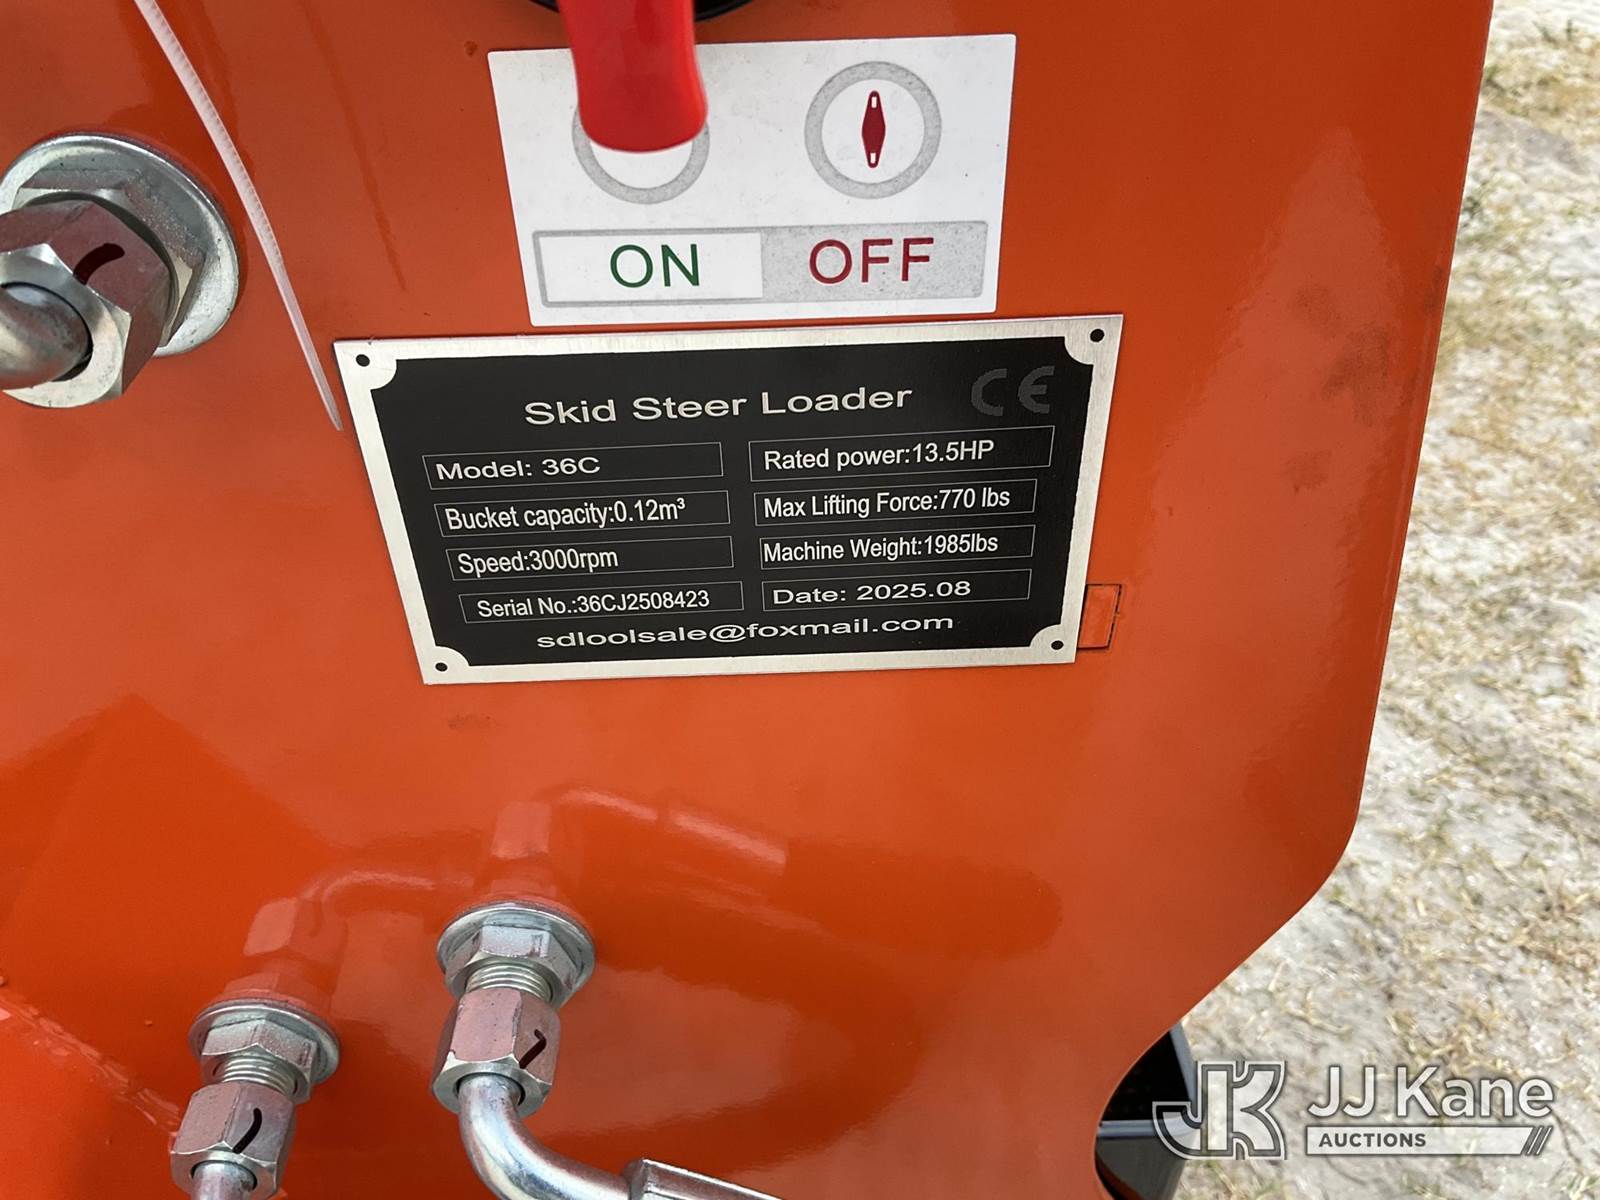 ON OFF
Skid Steer Loader CE
Model: 36C
Rated power:13.5HP
Bucket capacity:0.12m³
Max Lifting Force:770 lbs
Speed:3000rpm
Machine Weight:1985lbs
Serial No.:36CJ2508423
Date: 2025.08
sdloolsale@foxmail.com
JK JJ Kane
AUCTIONS